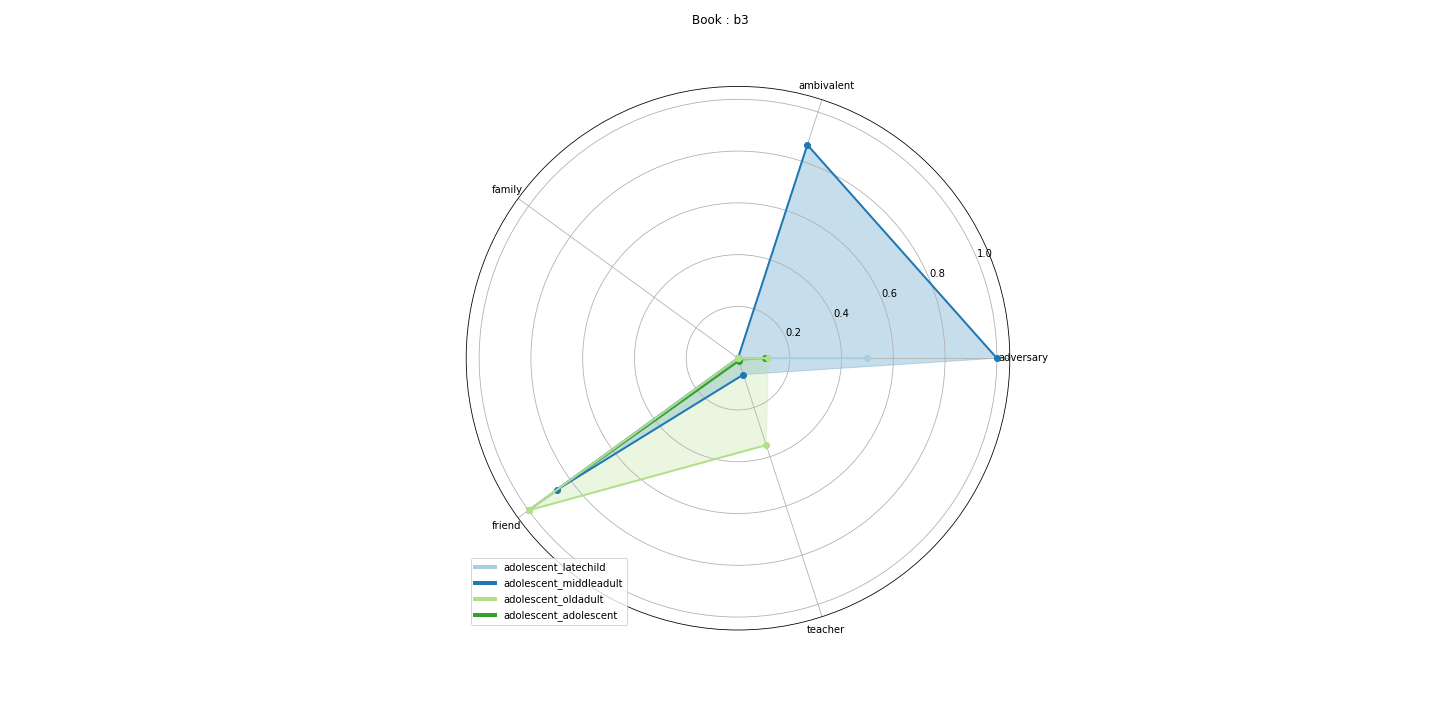 Book : b3
ambivalent
family
1.0
0.8
0.6
0.4
0.2
adversary
friend
adolescent_latechild
adolescent_middleadult
adolescent_oldadult
adolescent_adolescent
teacher